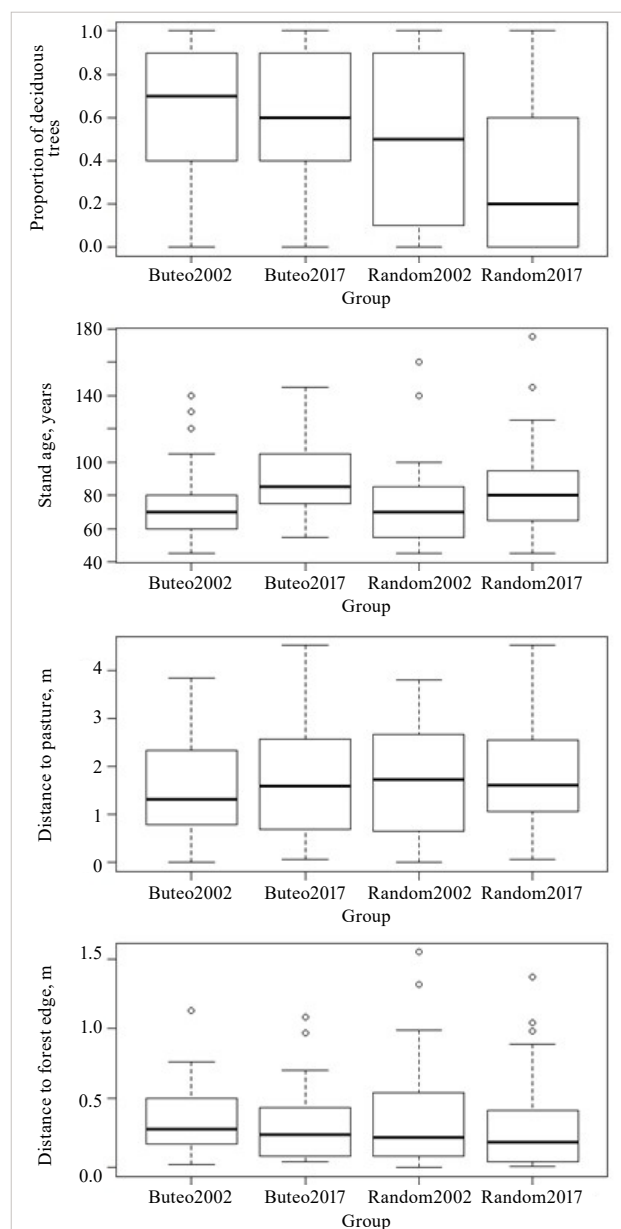 Proportion of deciduous
trees
1.0
0.8
0.6
0.4
0.2
0.0
Buteo2002 Buteo2017 Random2002 Random2017
Group
Stand age, years
180
140
100
80
60
40
Buteo2002 Buteo2017 Random2002 Random2017
Group
Distance to pasture, m
4
3
2
1
0
Buteo2002 Buteo2017 Random2002 Random2017
Group
Distance to forest edge, m
1.5
1.0
0.5
0.0
Buteo2002 Buteo2017 Random2002 Random2017
Group